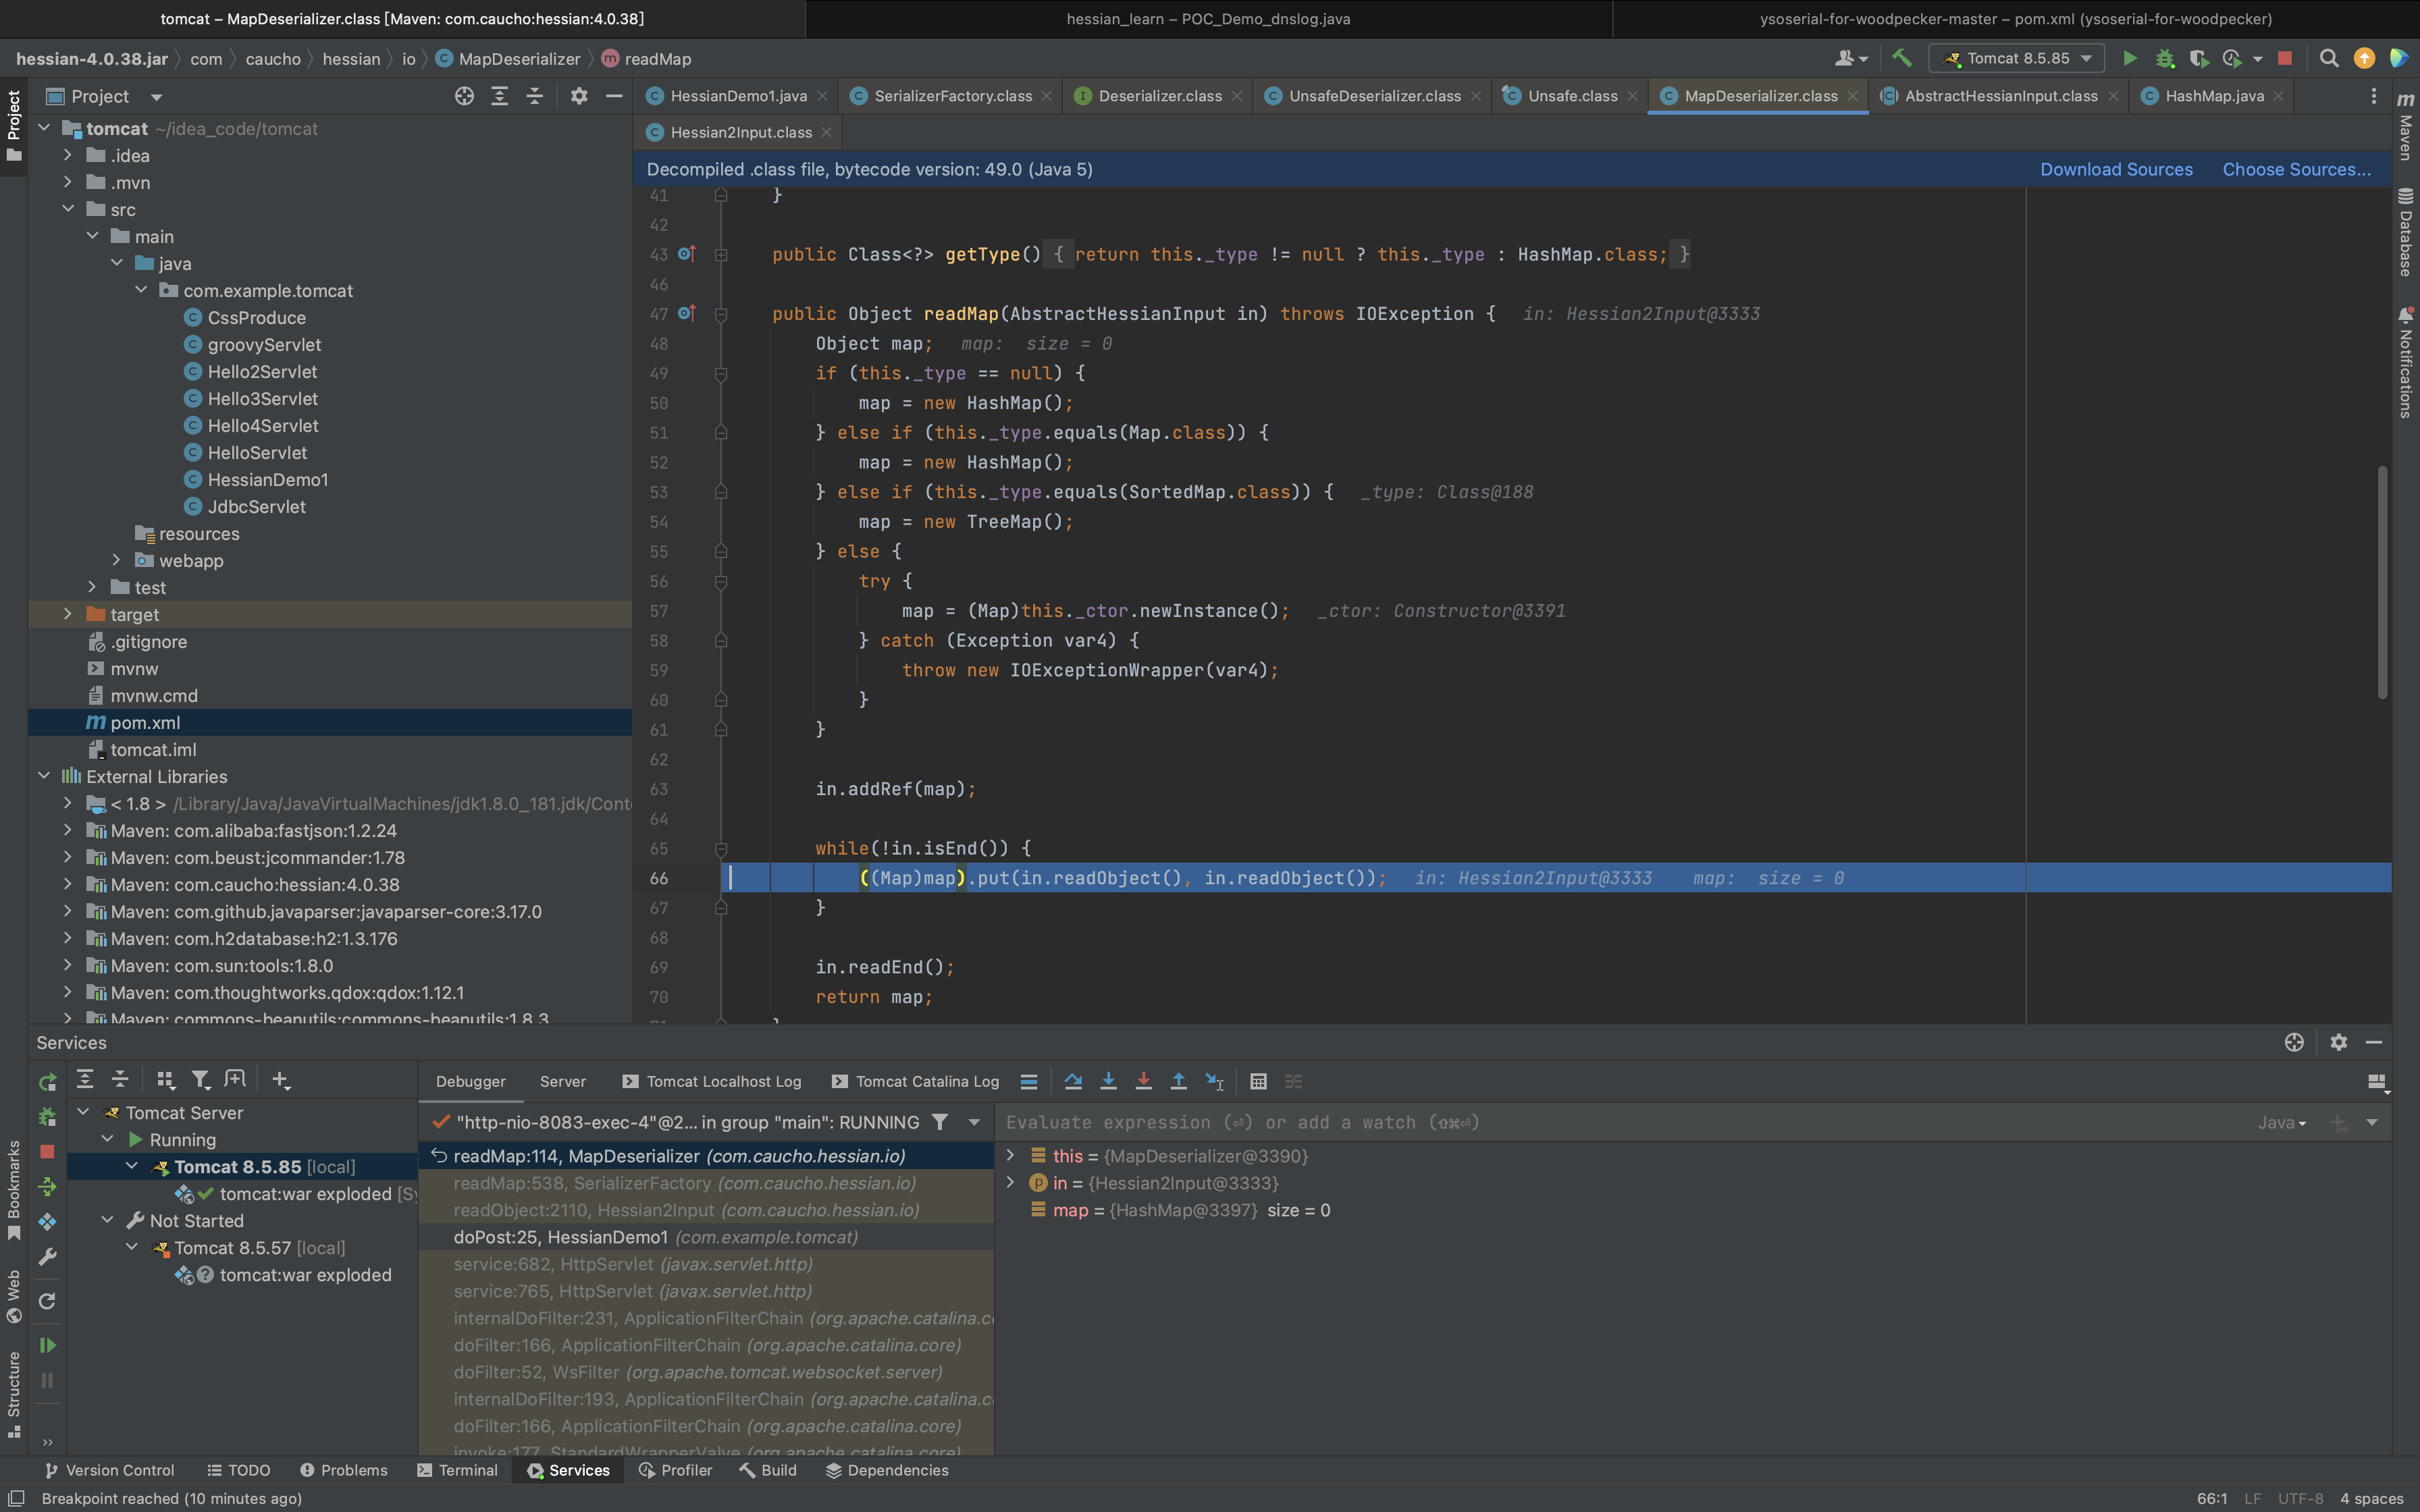 tomcat – MapDeserializer.class [Maven: com.caucho:hessian:4.0.38]
hessian_learn – POC_Demo_dnslog.java
ysoserial-for-woodpecker-master – pom.xml (ysoserial-for-woodpecker)
hessian-4.0.38.jar com caucho hessian io MapDeserializer readMap
Tomcat 8.5.85
Project
HessianDemo1.java SerializerFactory.class Deserializer.class UnsafeDeserializer.class Unsafe.class MapDeserializer.class AbstractHessianInput.class HashMap.java
Hessian2Input.class
Decompiled .class file, bytecode version: 49.0 (Java 5) Download Sources Choose Sources...
tomcat ~/idea_code/tomcat
.idea
.mvn
src
main
java
com.example.tomcat
CssProduce
groovyServlet
Hello2Servlet
Hello3Servlet
Hello4Servlet
HelloServlet
HessianDemo1
JdbcServlet
resources
webapp
test
target
.gitignore
mvnw
mvnw.cmd
pom.xml
tomcat.iml
External Libraries
< 1.8 > /Library/Java/JavaVirtualMachines/jdk1.8.0_181.jdk/Cont
Maven: com.alibaba:fastjson:1.2.24
Maven: com.beust:jcommander:1.78
Maven: com.caucho:hessian:4.0.38
Maven: com.github.javaparser:javaparser-core:3.17.0
Maven: com.h2database:h2:1.3.176
Maven: com.sun:tools:1.8.0
Maven: com.thoughtworks.qdox:qdox:1.12.1
Maven: commons-beanutils:commons-beanutils:1.8.3
41 }
42
43 public Class<?> getType() { return this._type != null ? this._type : HashMap.class; }
46
47 public Object readMap(AbstractHessianInput in) throws IOException { in: Hessian2Input@3333
48 Object map; map: size = 0
49 if (this._type == null) {
50 map = new HashMap();
51 } else if (this._type.equals(Map.class)) {
52 map = new HashMap();
53 } else if (this._type.equals(SortedMap.class)) { _type: Class@188
54 map = new TreeMap();
55 } else {
56 try {
57 map = (Map)this._ctor.newInstance(); _ctor: Constructor@3391
58 } catch (Exception var4) {
59 throw new IOExceptionWrapper(var4);
60 }
61 }
62
63 in.addRef(map);
64
65 while(!in.isEnd()) {
66 ((Map)map).put(in.readObject(), in.readObject()); in: Hessian2Input@3333 map: size = 0
67 }
68
69 in.readEnd();
70 return map;
Project
Bookmarks
Web
Structure
Maven
Database
Notifications
Services
Debugger Server Tomcat Localhost Log Tomcat Catalina Log
Tomcat Server
Running
Tomcat 8.5.85 [local]
tomcat:war exploded [Sy
Not Started
Tomcat 8.5.57 [local]
tomcat:war exploded
"http-nio-8083-exec-4"@2... in group "main": RUNNING
readMap:114, MapDeserializer (com.caucho.hessian.io)
readMap:538, SerializerFactory (com.caucho.hessian.io)
readObject:2110, Hessian2Input (com.caucho.hessian.io)
doPost:25, HessianDemo1 (com.example.tomcat)
service:682, HttpServlet (javax.servlet.http)
service:765, HttpServlet (javax.servlet.http)
internalDoFilter:231, ApplicationFilterChain (org.apache.catalina.c
doFilter:166, ApplicationFilterChain (org.apache.catalina.core)
doFilter:52, WsFilter (org.apache.tomcat.websocket.server)
internalDoFilter:193, ApplicationFilterChain (org.apache.catalina.c
doFilter:166, ApplicationFilterChain (org.apache.catalina.core)
invoke:177, StandardWrapperValve (org.apache.catalina.core)
Evaluate expression (⏎) or add a watch (⇧⌘⏎) Java
this = {MapDeserializer@3390}
in = {Hessian2Input@3333}
map = {HashMap@3397} size = 0
Version Control TODO Problems Terminal Services Profiler Build Dependencies
Breakpoint reached (10 minutes ago) 66:1 LF UTF-8 4 spaces